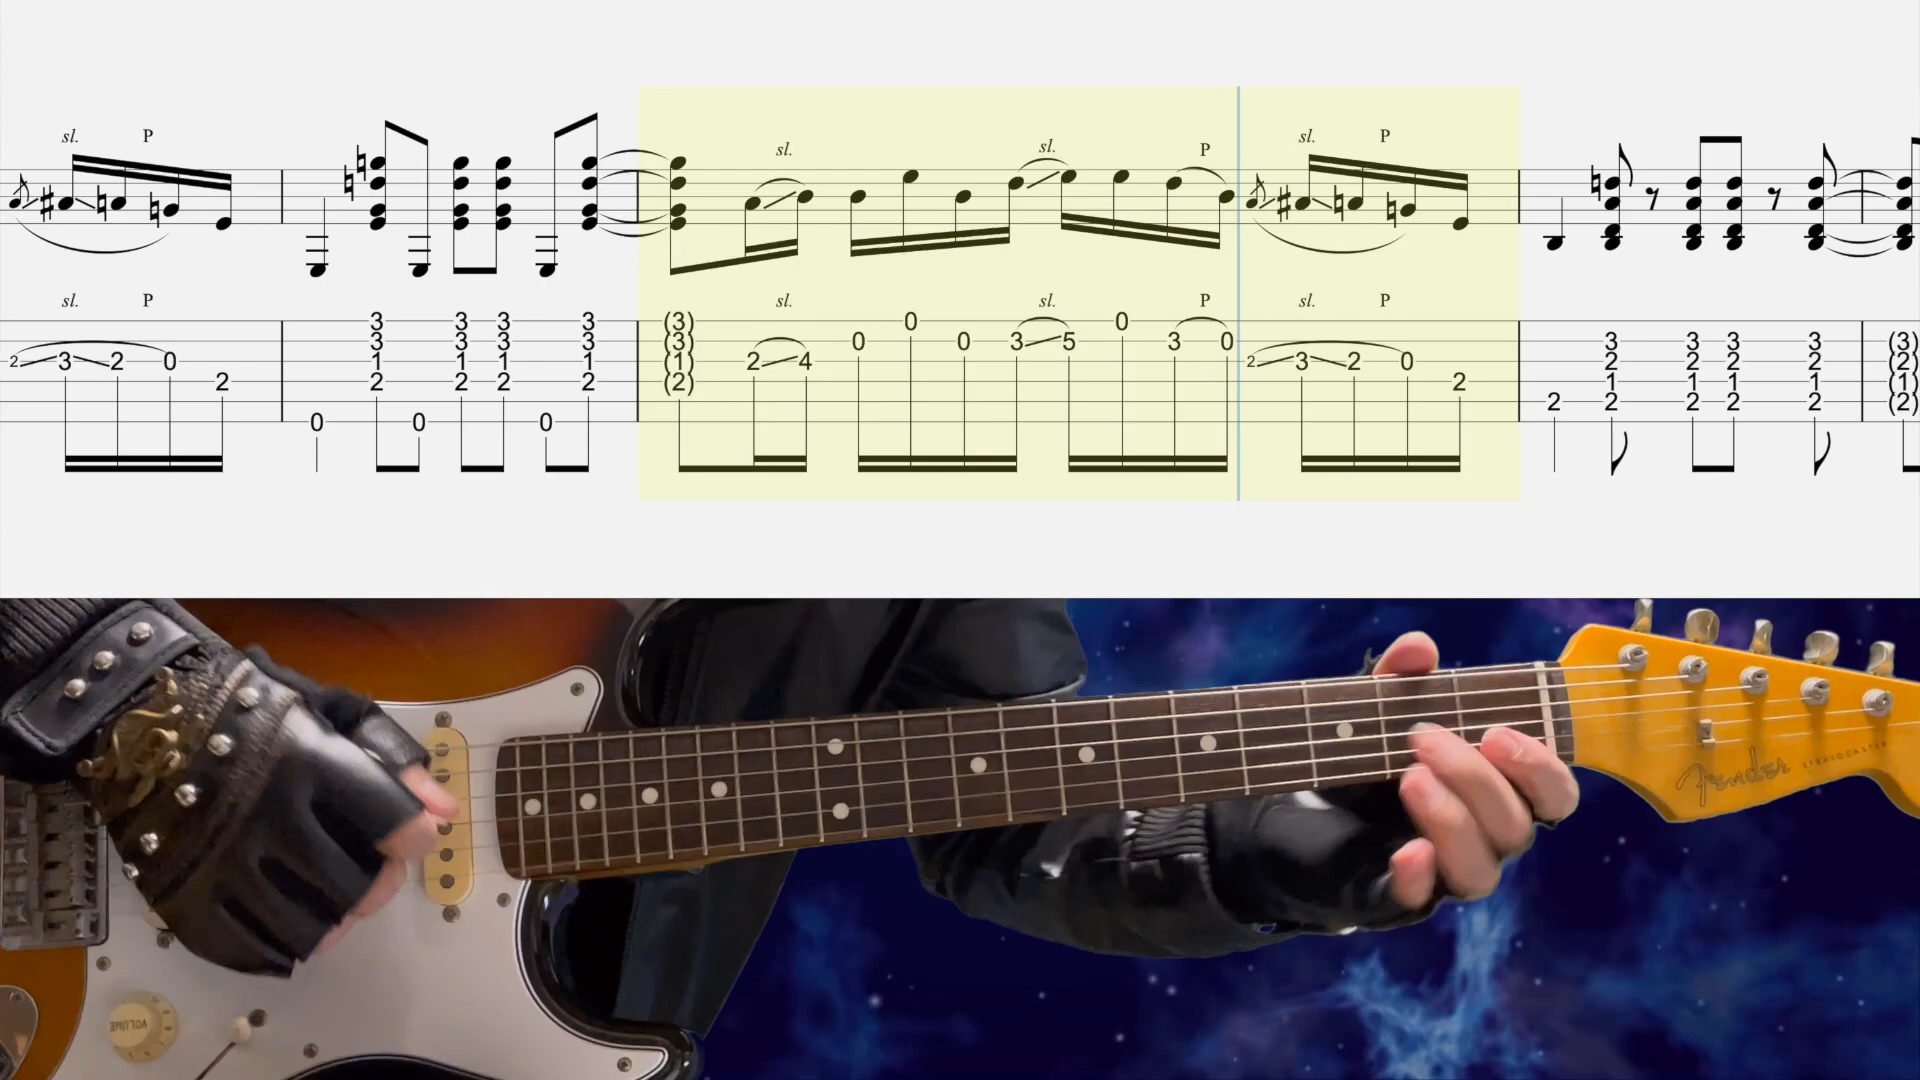 sl. P sl. sl. P sl. P
sl. P sl. sl. P sl. P
3 3 3 3 (3) 0 0
3 3 3 3 (3) 0 0 3 5 3 0 3 3 3 3 (3)
2 3 2 0 1 1 1 1 (1) 2 4 2 3 2 0 2 2 2 2 (2)
2 2 2 2 2 (2) 2 1 1 1 1 (1)
2 2 2 2 2 (2)
0 0 0
Fender STRATOCASTER
VOLUME